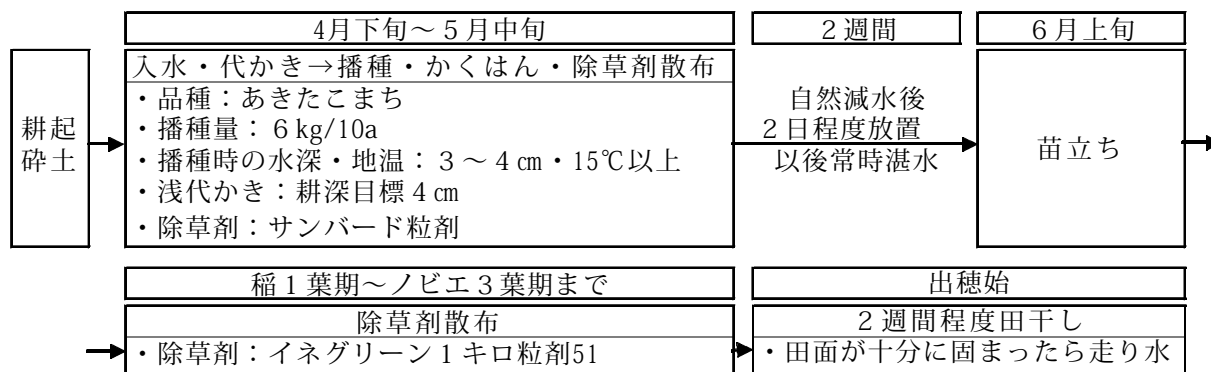 4月下旬～５月中旬
２週間
６月上旬
耕起
砕土
入水・代かき→播種・かくはん・除草剤散布
・品種：あきたこまち
・播種量：６kg/10a
・播種時の水深・地温：３～４㎝・15℃以上
・浅代かき：耕深目標４㎝
・除草剤：サンバード粒剤
自然減水後
２日程度放置
以後常時湛水
苗立ち
稲１葉期～ノビエ３葉期まで
出穂始
除草剤散布
・除草剤：イネグリーン１キロ粒剤51
２週間程度田干し
・田面が十分に固まったら走り水